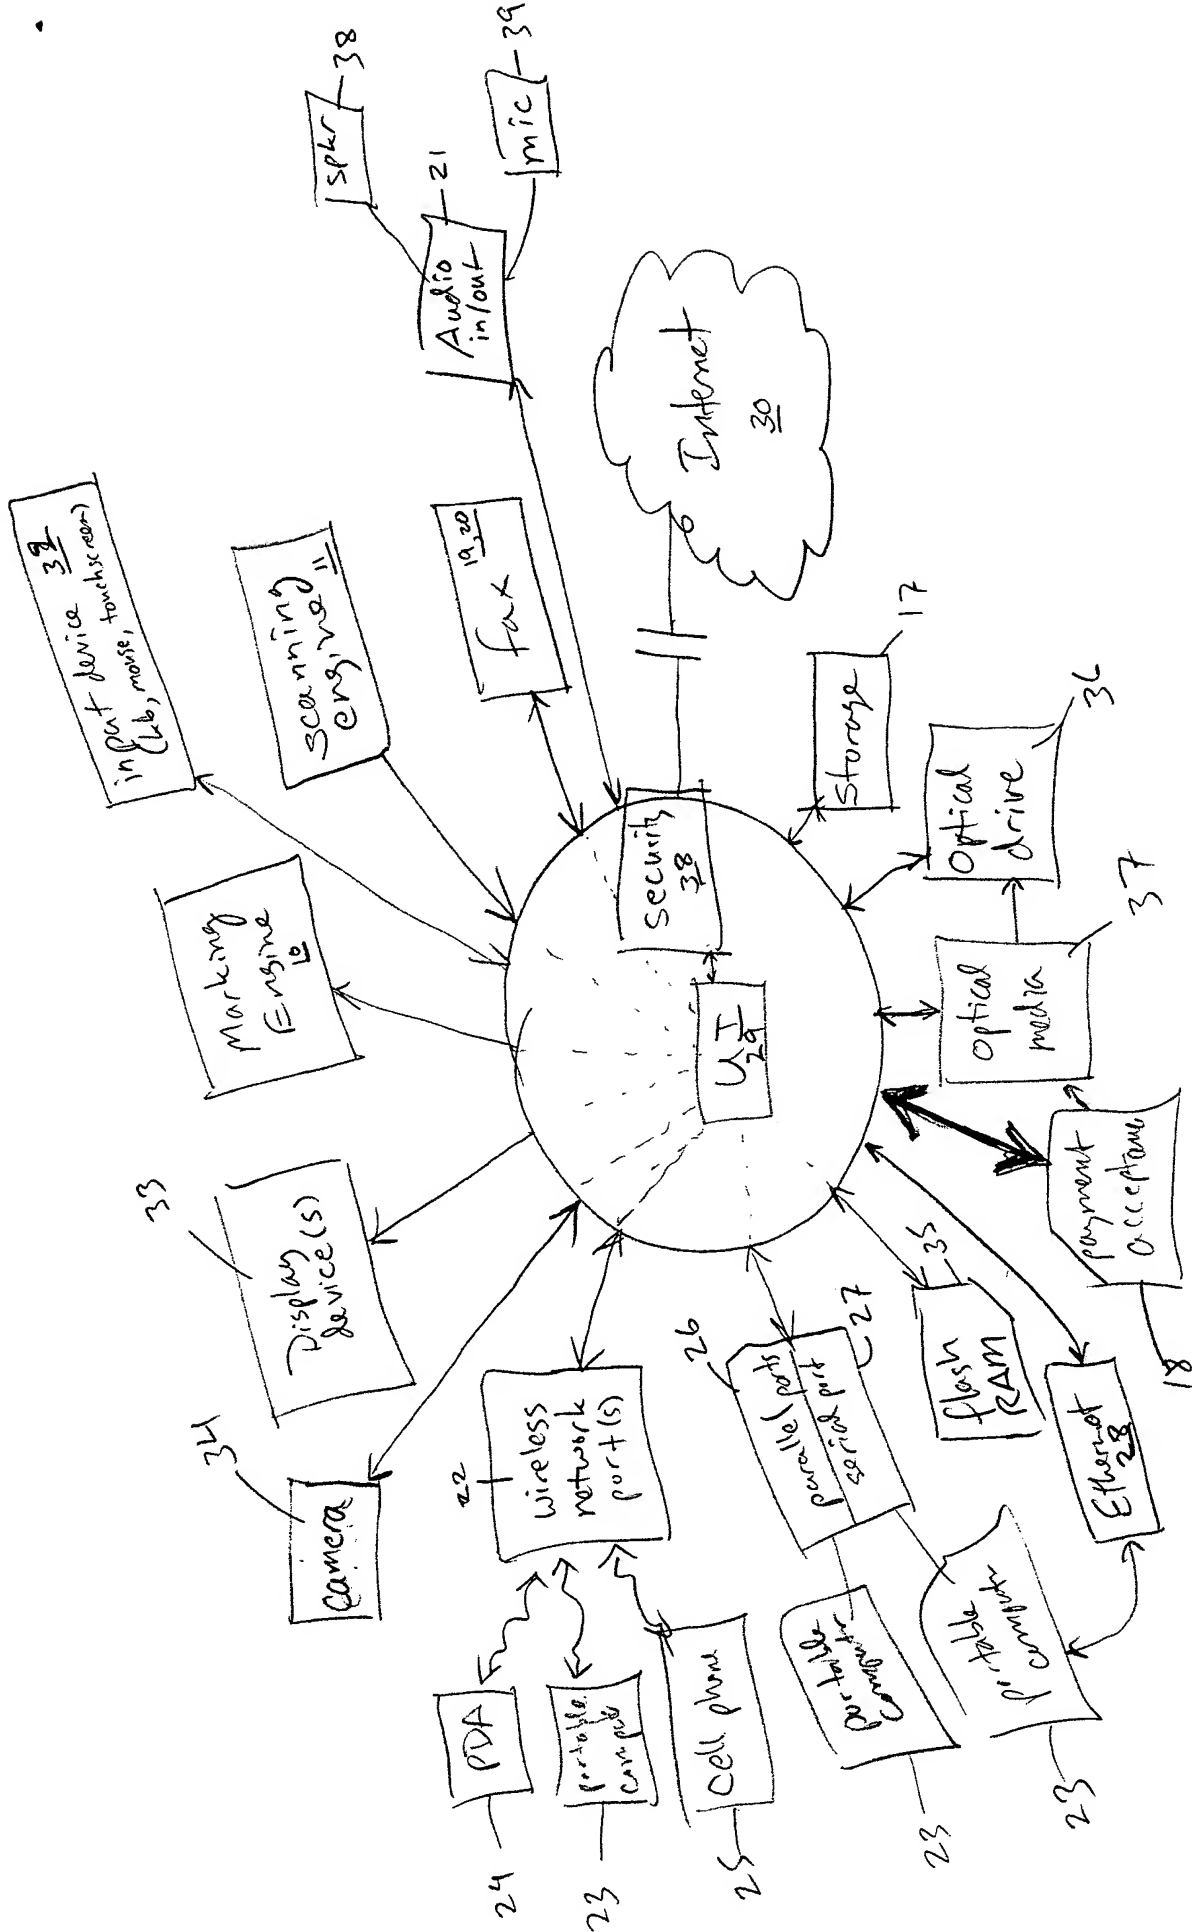 Camera
34
Display
device(s)
33
Marking
Engine
10
input device 39
(kb, mouse, touchscreen)
Scanning
engine 11
fax 19,20
Audio
in/out
21
spkr
38
mic
39
Internet
30
Security
38
UI
29
wireless
network
port(s)
22
PDA
24
portable
comput
23
Cell phone
25
parallel ports
26
serial port
27
portable
computer
23
Portable
computer
23
flash
RAM
35
Ethernet
28
payment
acceptance
18
Optical
media
37
Optical
drive
36
Storage
17